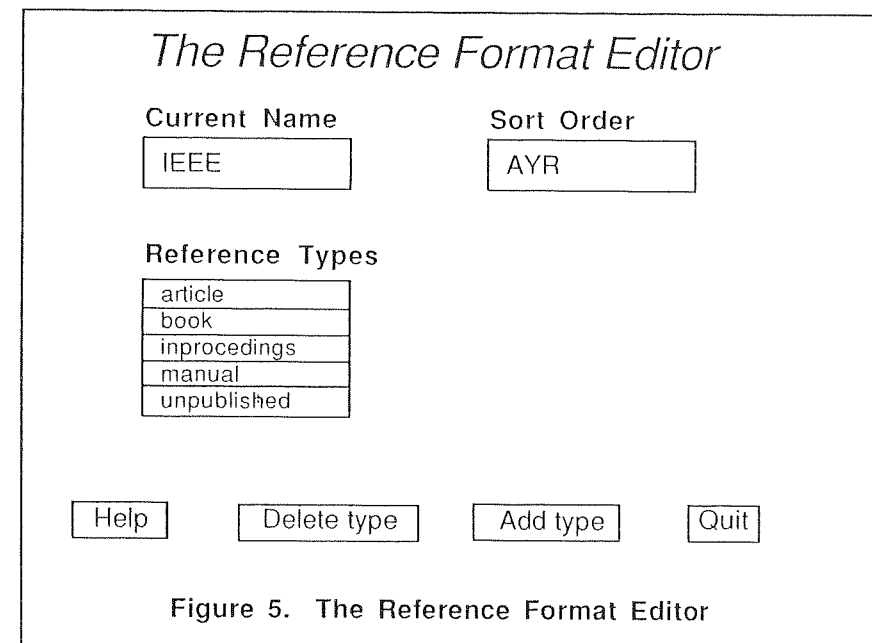 The Reference Format Editor
Current Name Sort Order
IEEE AYR
Reference Types
article
book
inprocedings
manual
unpublished
Help Delete type Add type Quit
Figure 5. The Reference Format Editor